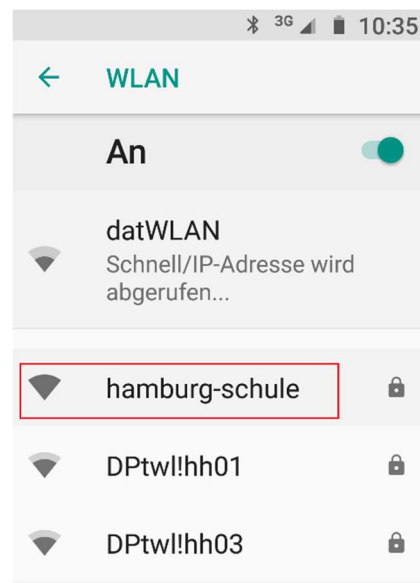 3G 10:35
WLAN
An
datWLAN
Schnell/IP-Adresse wird
abgerufen...
hamburg-schule
DPtwl!hh01
DPtwl!hh03